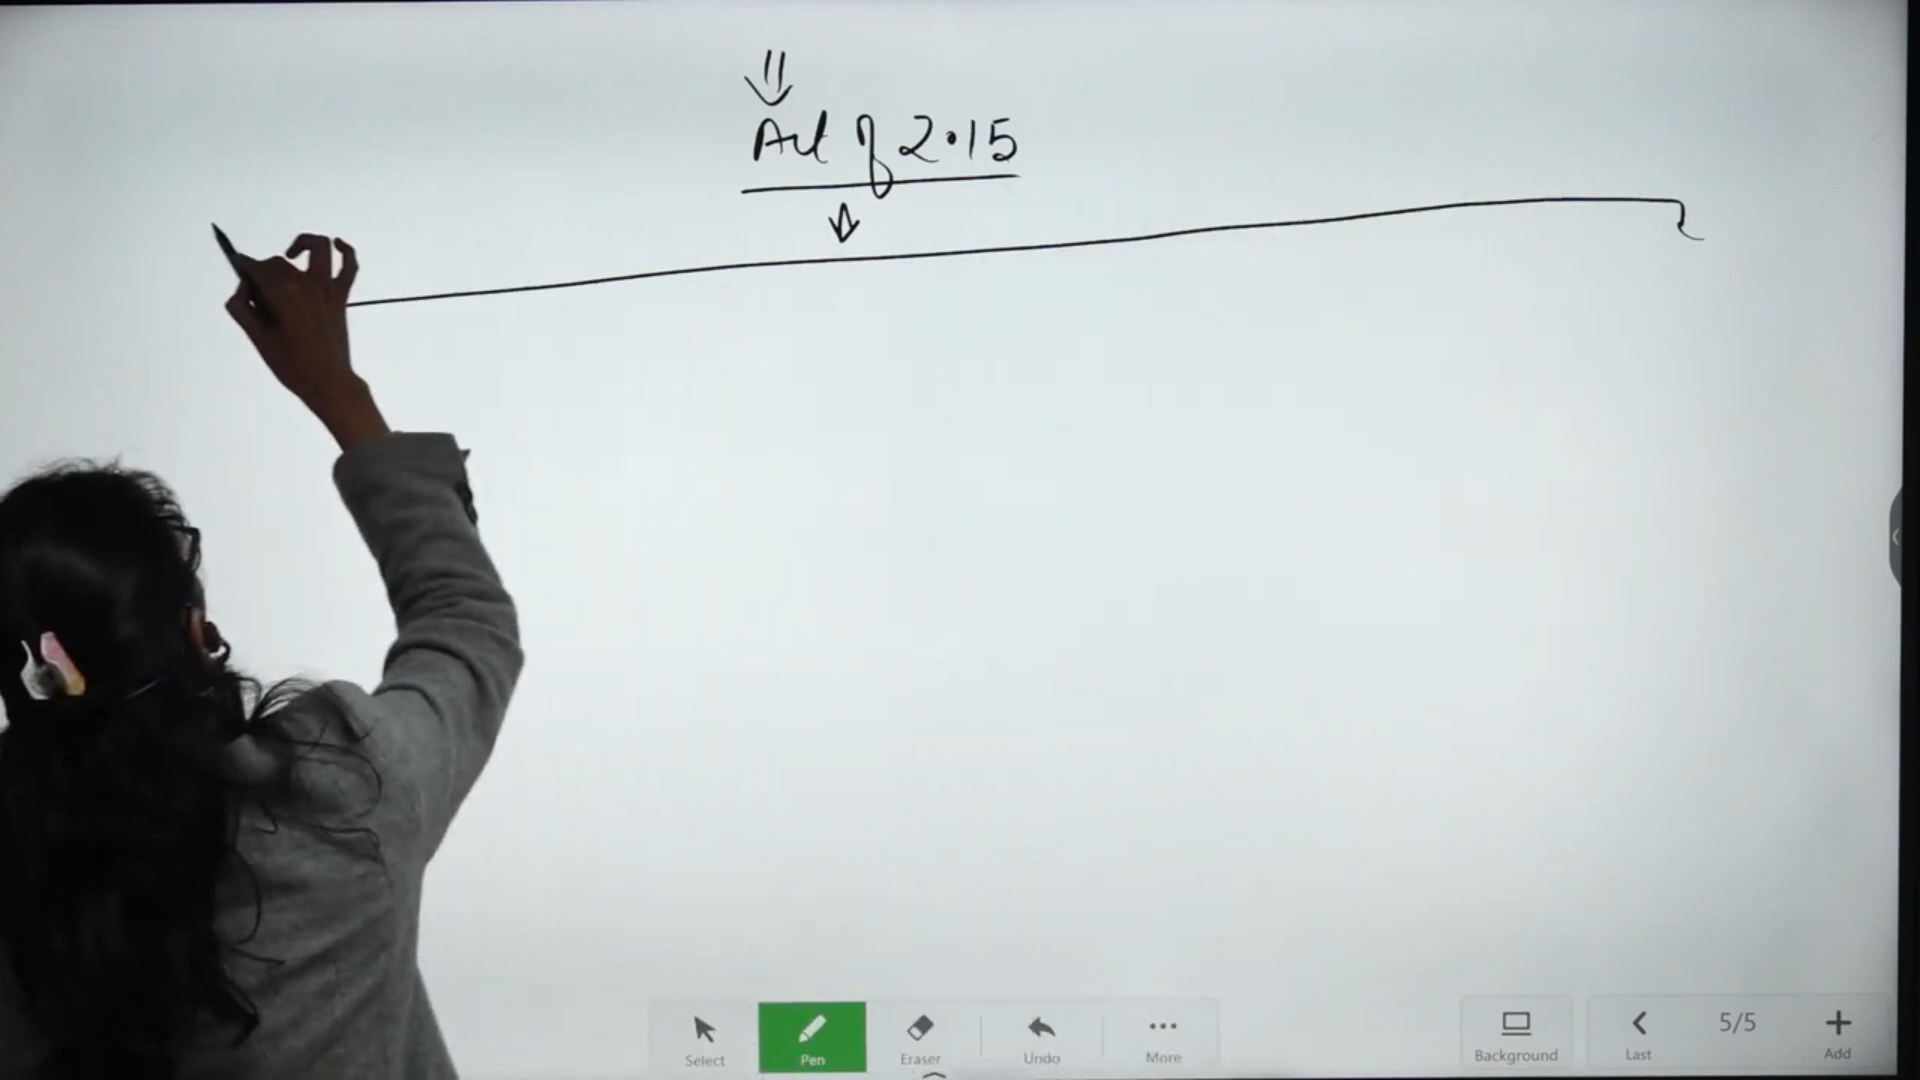 Act of 2015
Select
Pen
Eraser
Undo
More
Background
Last
5/5
Add